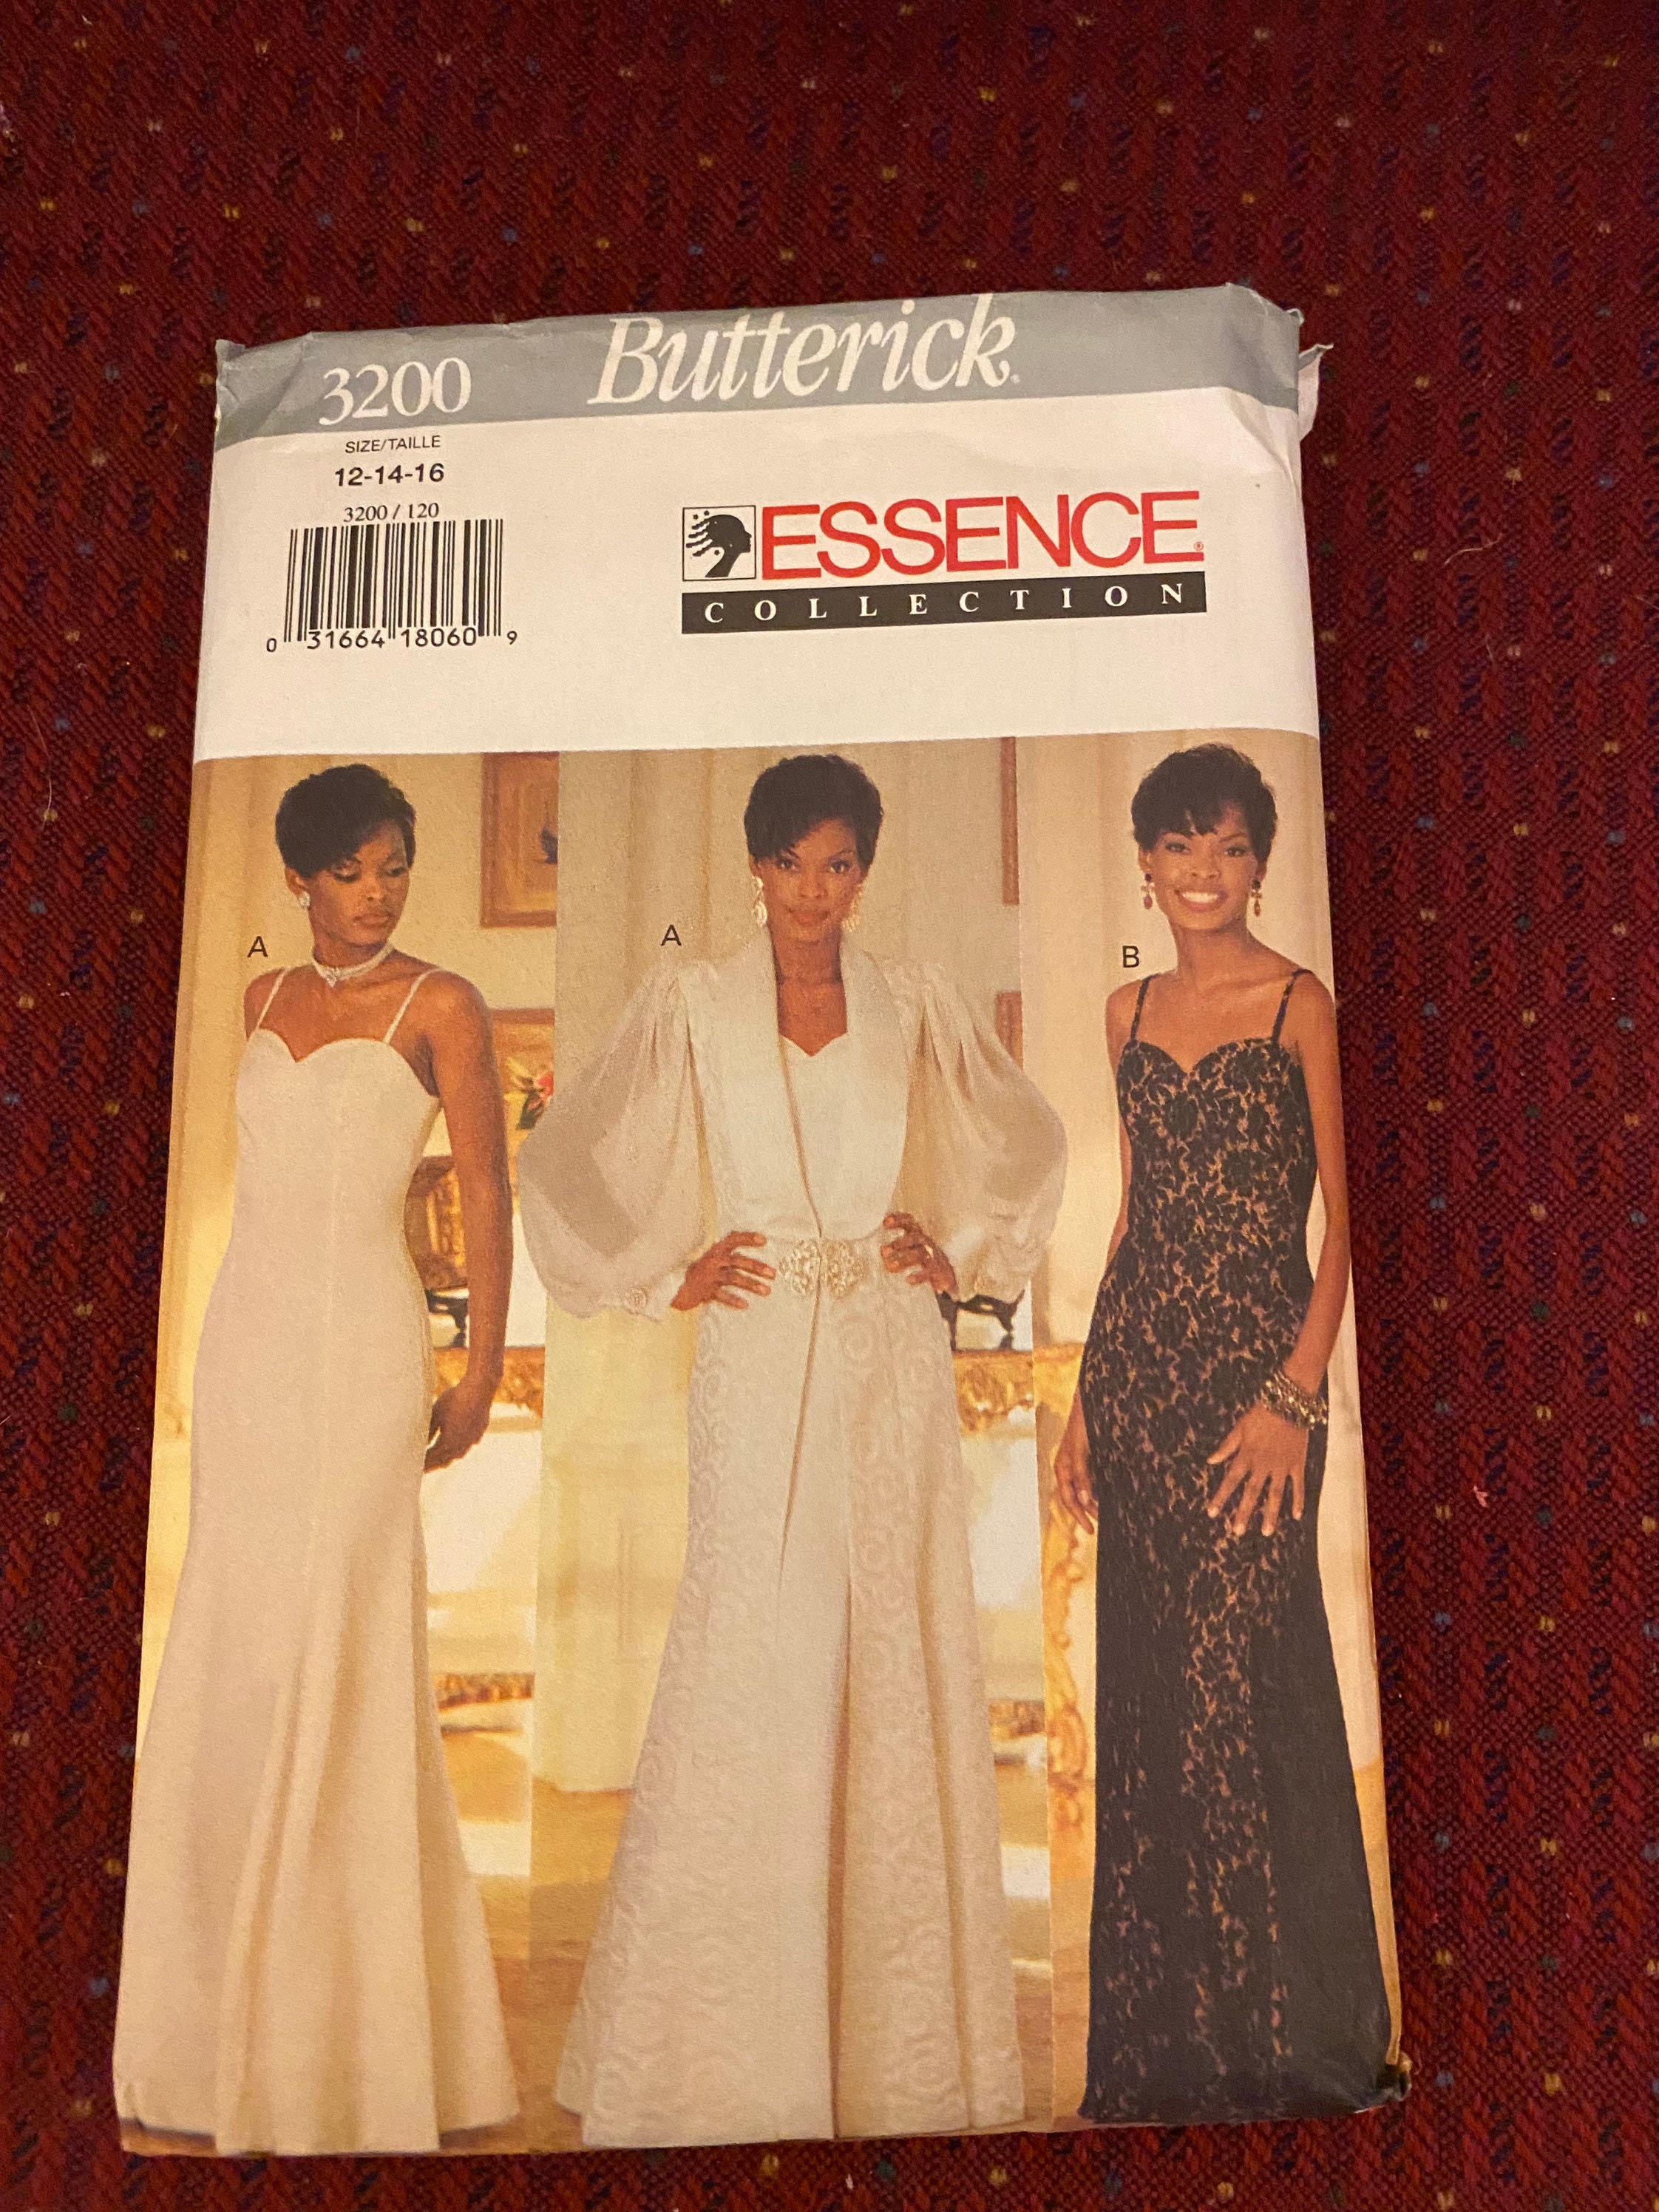 3200 Butterick.
SIZE/TAILLE
12-14-16
3200 / 120
0 31664 18060 9
ESSENCE®
COLLECTION
A
A
B